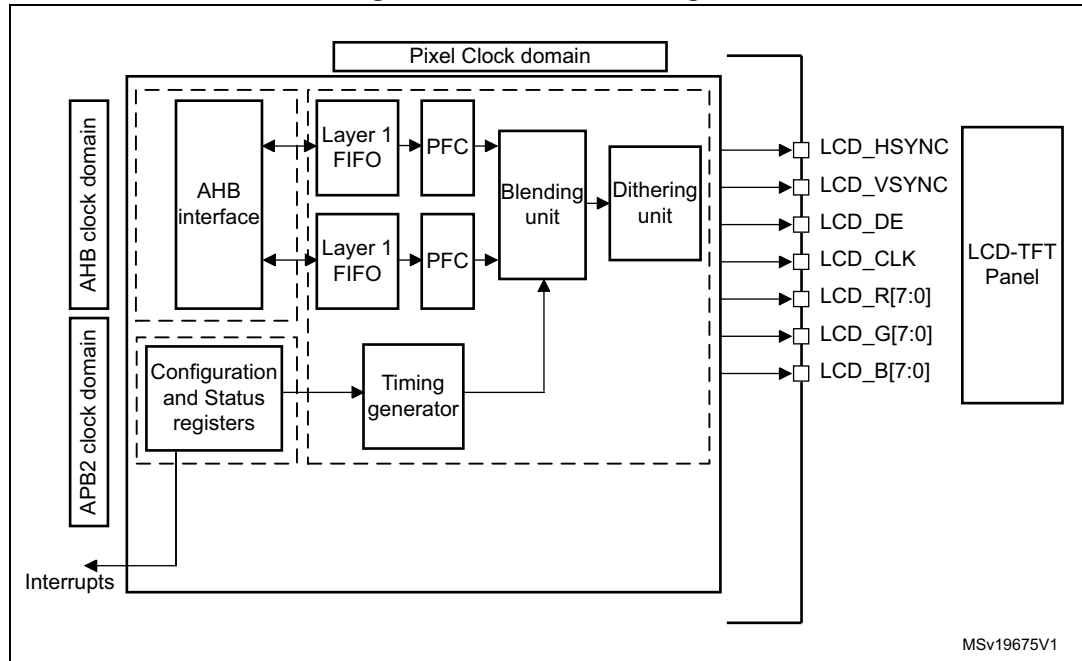 Pixel Clock domain
AHB clock domain
AHB
interface
Layer 1
FIFO
PFC
Layer 1
FIFO
PFC
Blending
unit
Dithering
unit
APB2 clock domain
Configuration
and Status
registers
Timing
generator
Interrupts
LCD_HSYNC
LCD_VSYNC
LCD_DE
LCD_CLK
LCD_R[7:0]
LCD_G[7:0]
LCD_B[7:0]
LCD-TFT
Panel
MSv19675V1